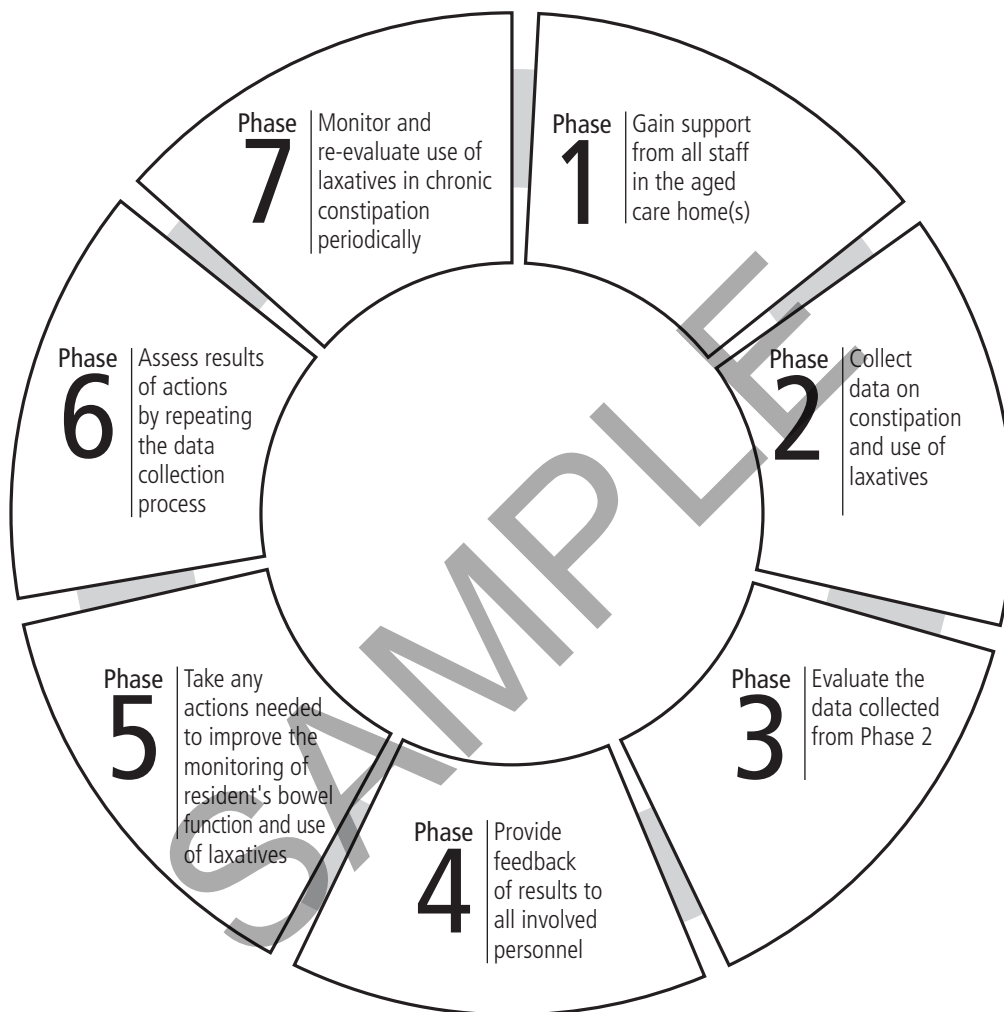 Phase
1
Gain support
from all staff
in the aged
care home(s)
Phase
2
Collect
data on
constipation
and use of
laxatives
Phase
3
Evaluate the
data collected
from Phase 2
Phase
4
Provide
feedback
of results to
all involved
personnel
Phase
5
Take any
actions needed
to improve the
monitoring of
resident's bowel
function and use
of laxatives
Phase
6
Assess results
of actions
by repeating
the data
collection
process
Phase
7
Monitor and
re-evaluate use of
laxatives in chronic
constipation
periodically
SAMPLE